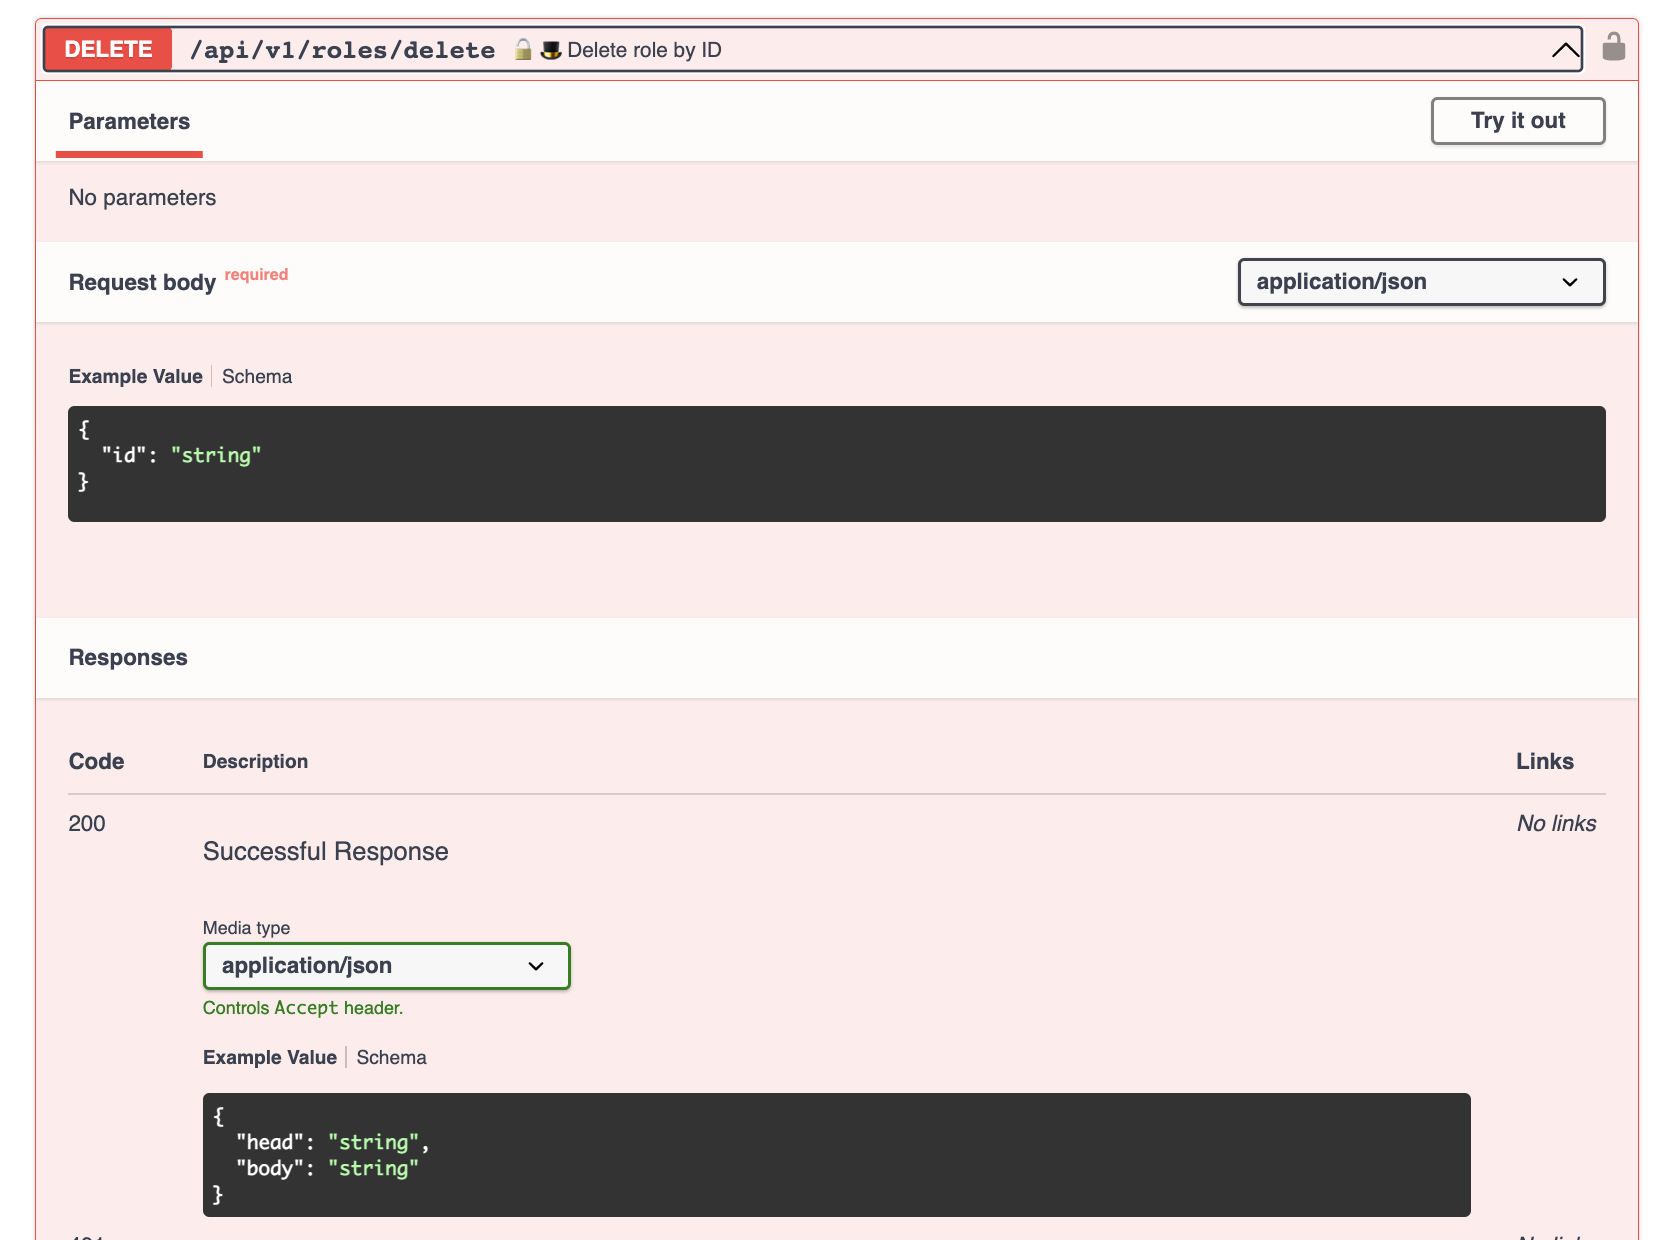 DELETE /api/v1/roles/delete 🔓 🎩 Delete role by ID
Parameters
Try it out
No parameters
Request body required
application/json
Example Value Schema
{
  "id": "string"
}
Responses
Code Description Links
200 No links
Successful Response
Media type
application/json
Controls Accept header.
Example Value Schema
{
  "head": "string",
  "body": "string"
}